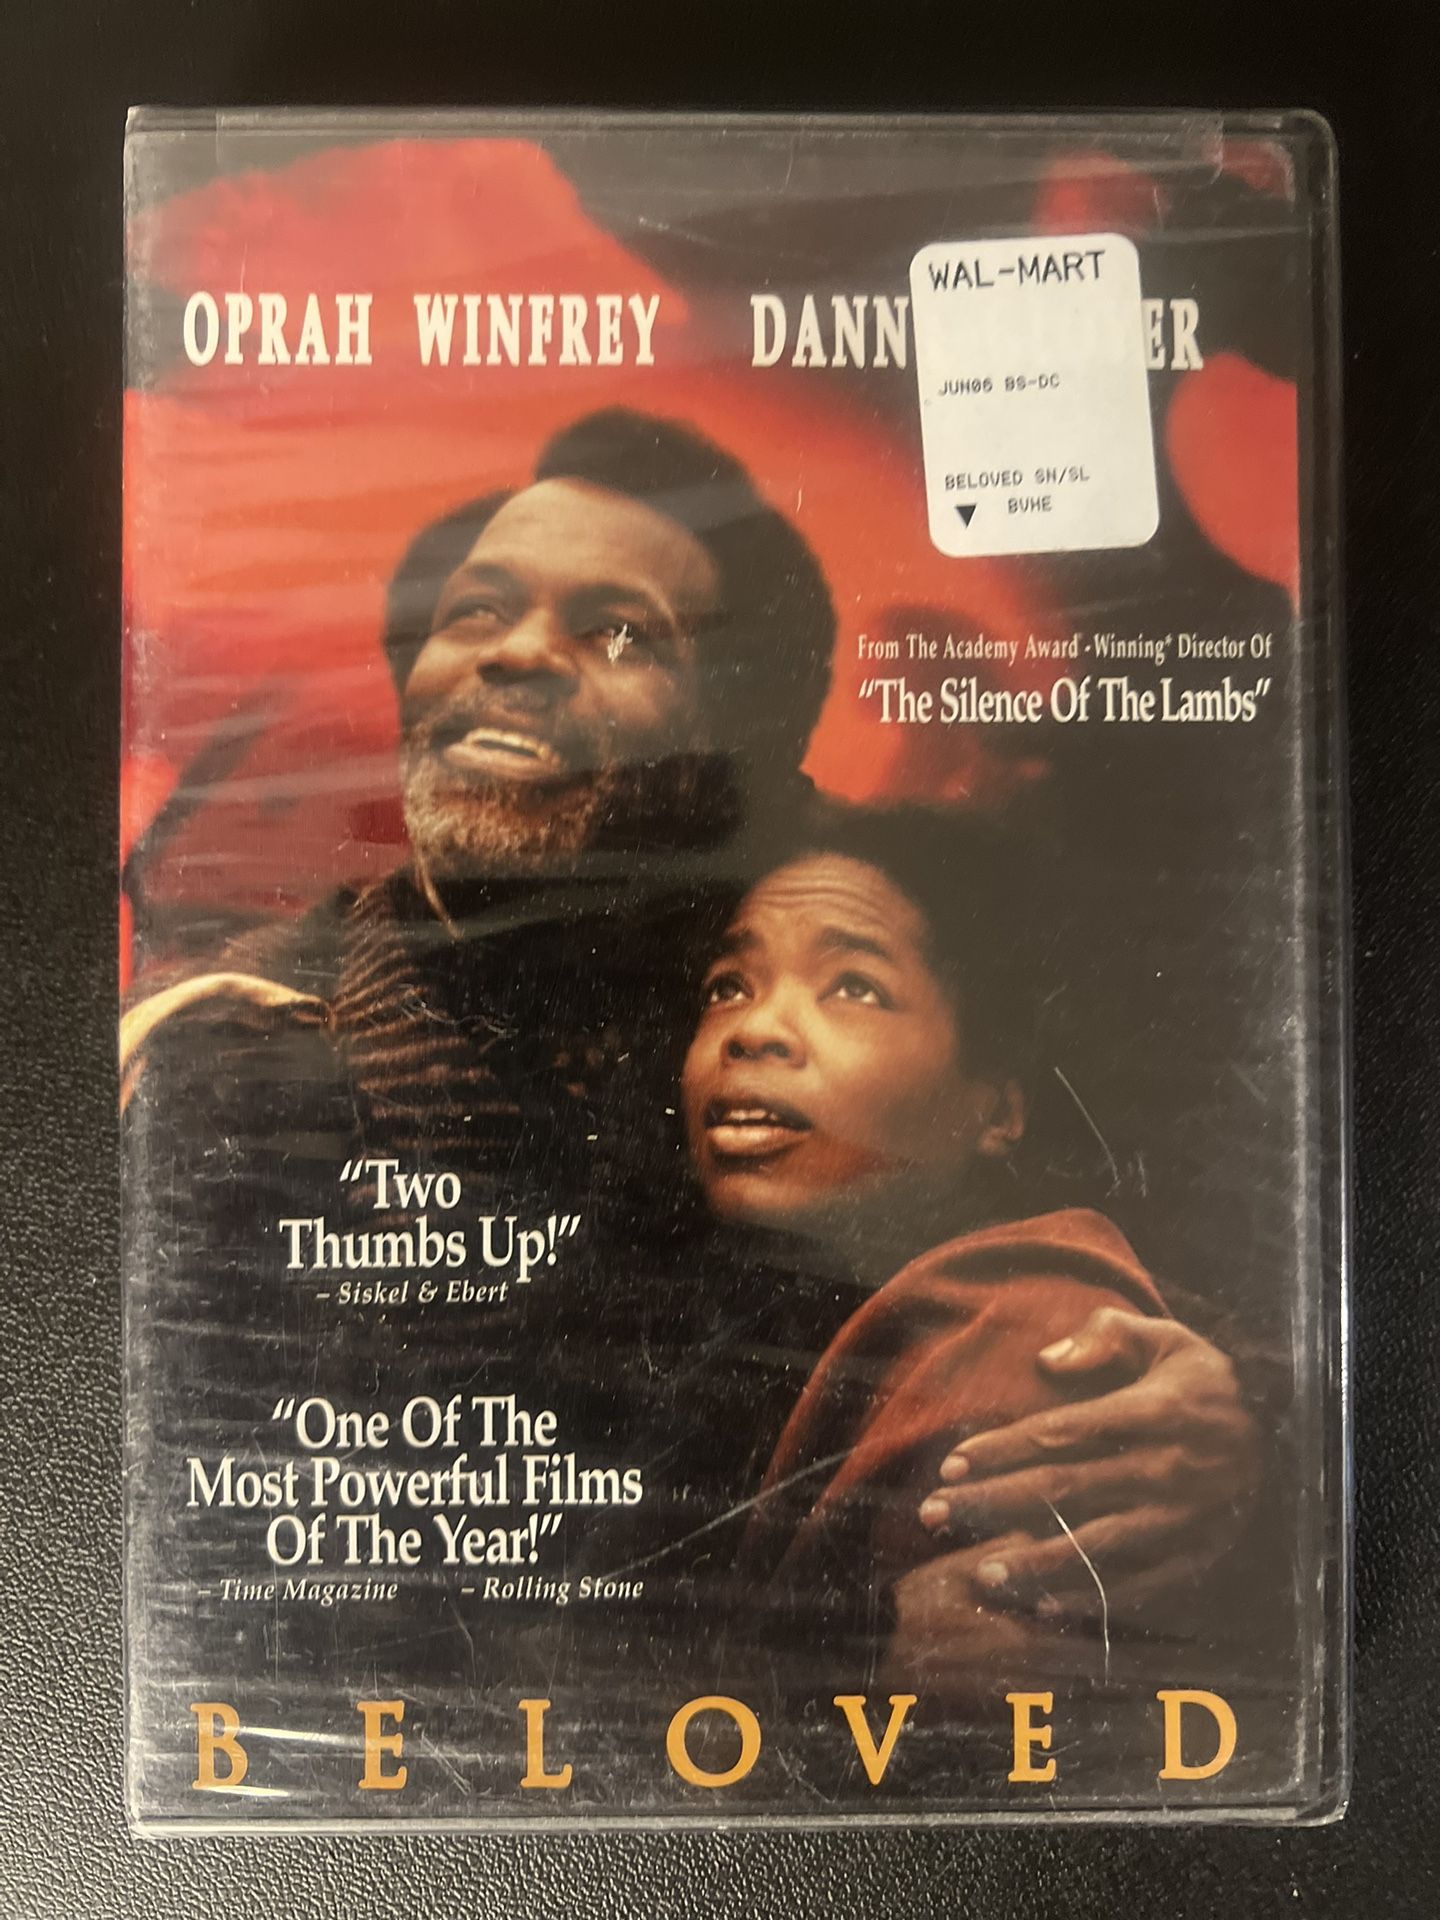 WAL-MART
OPRAH WINFREY
JUN06 BS-DC
BELOVED SN/SL
BVHE
From The Academy Award®-Winning* Director Of
"The Silence Of The Lambs"
"Two
Thumbs Up!"
– Siskel & Ebert
"One Of The
Most Powerful Films
Of The Year!"
– Time Magazine – Rolling Stone
BELOVED